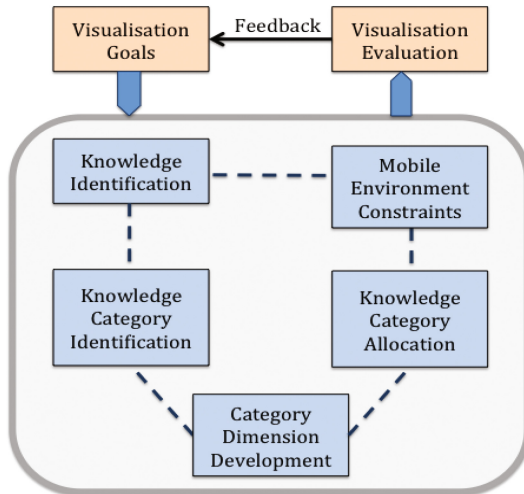 Visualisation
Goals
Feedback
Visualisation
Evaluation
Knowledge
Identification
Mobile
Environment
Constraints
Knowledge
Category
Identification
Knowledge
Category
Allocation
Category
Dimension
Development